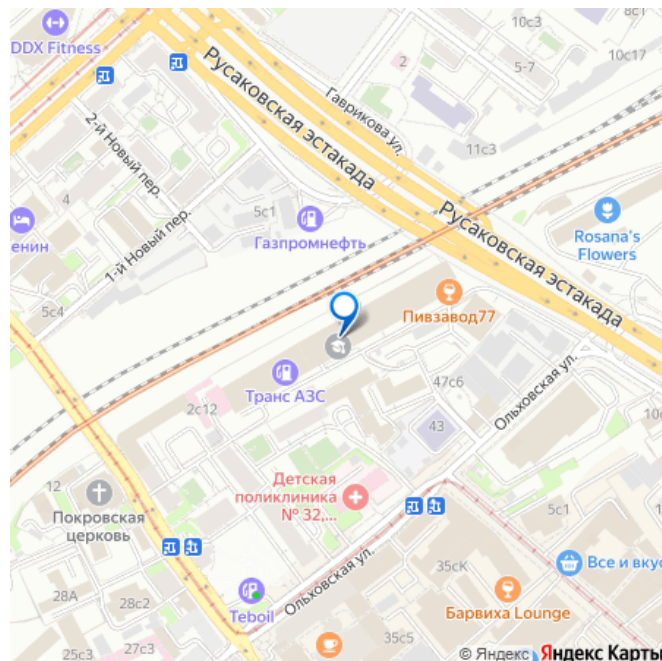 10с3
8с1
DDX Fitness
10с17
2
5-7
Русаковская эстакада
Гаврикова ул.
11с3
2-й Новый пер.
4
5с1
Газпромнефть
Русаковская эстакада
Rosana's
Flowers
енин
1-й Новый пер.
5с4
Пивзавод77
Транс АЗС
47с6
Ольховская ул.
2с12
43
Детская
поликлиника
№ 32,...
12
Покровская
церковь
5с1
Все и вкус
28А
28с2
Teboil
Ольховская ул.
35сК
Барвиха Lounge
25с3
27с3
35с5
© Яндекс Яндекс Карты